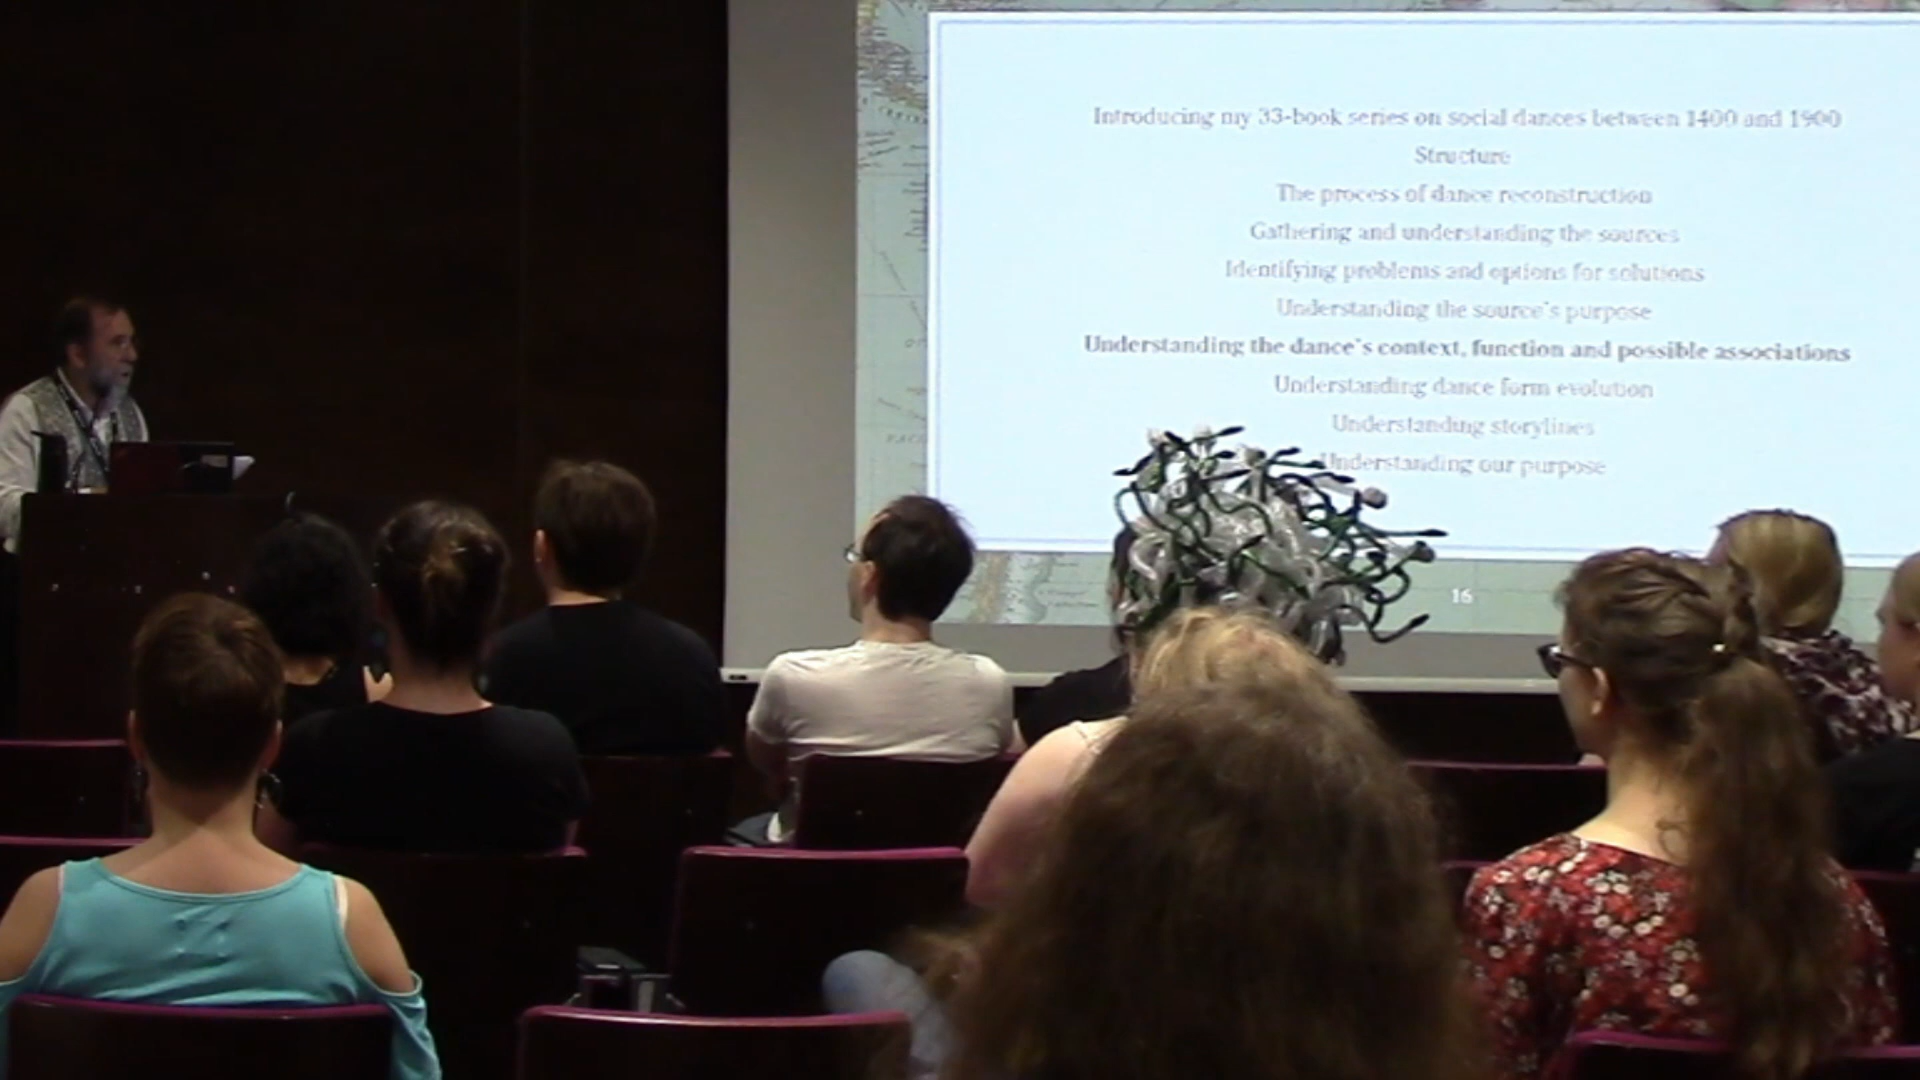 Introducing my 33-book series on social dances between 1400 and 1900
Structure
The process of dance reconstruction
Gathering and understanding the sources
Identifying problems and options for solutions
Understanding the source's purpose
Understanding the dance's context, function and possible associations
Understanding dance form evolution
Understanding storylines
Understanding our purpose
16